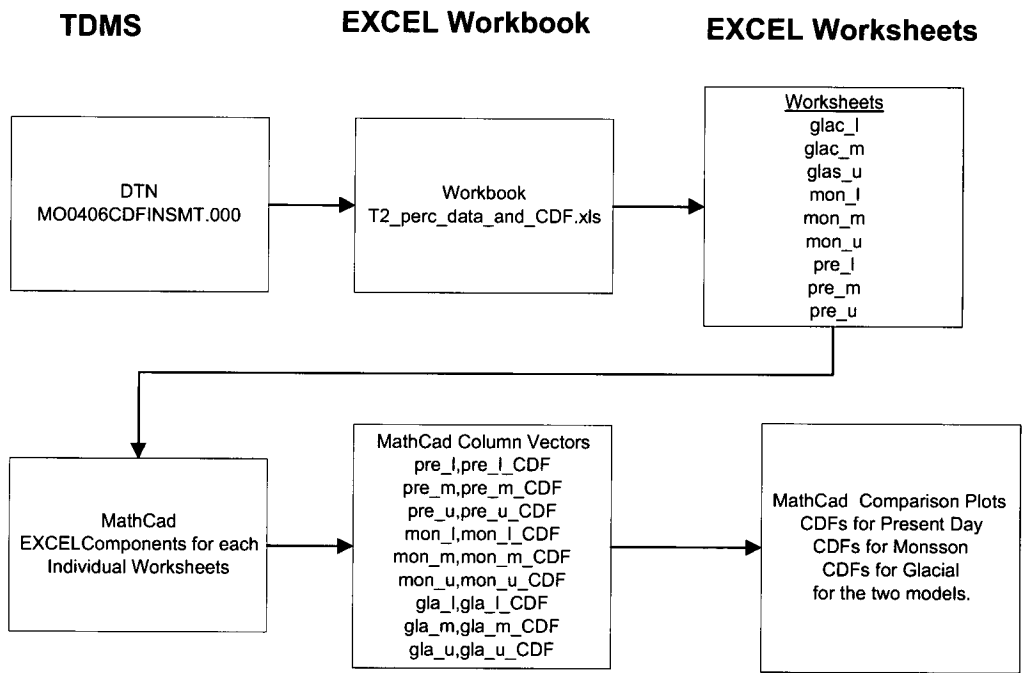 TDMS
EXCEL Workbook
EXCEL Worksheets
DTN
MO0406CDFINSMT.000
Workbook
T2_perc_data_and_CDF.xls
Worksheets
glac_l
glac_m
glas_u
mon_l
mon_m
mon_u
pre_l
pre_m
pre_u
MathCad
EXCELComponents for each
Individual Worksheets
MathCad Column Vectors
pre_l,pre_l_CDF
pre_m,pre_m_CDF
pre_u,pre_u_CDF
mon_l,mon_l_CDF
mon_m,mon_m_CDF
mon_u,mon_u_CDF
gla_l,gla_l_CDF
gla_m,gla_m_CDF
gla_u,gla_u_CDF
MathCad Comparison Plots
CDFs for Present Day
CDFs for Monsson
CDFs for Glacial
for the two models.